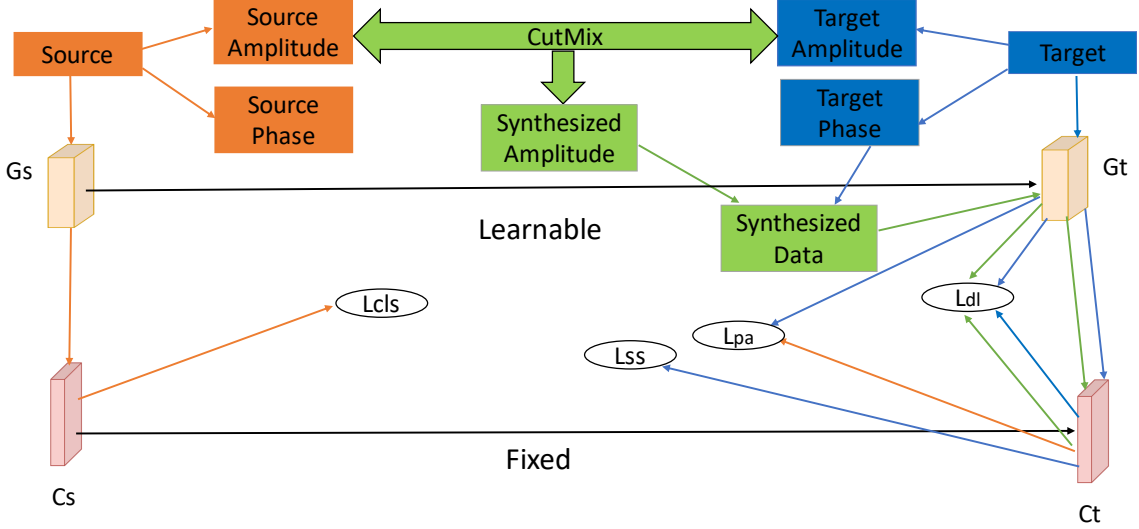 Source
Source
Amplitude
CutMix
Target
Amplitude
Target
Source
Phase
Synthesized
Amplitude
Target
Phase
Gs
Gt
Learnable
Synthesized
Data
Lcls
Ldl
Lpa
Lss
Fixed
Cs
Ct